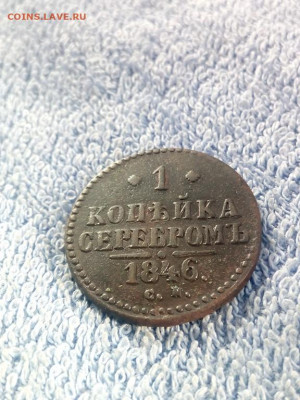 COINS.LAVE.RU
1
КОПѢЙКА
СЕРЕБРОМЪ
1846
С. М.